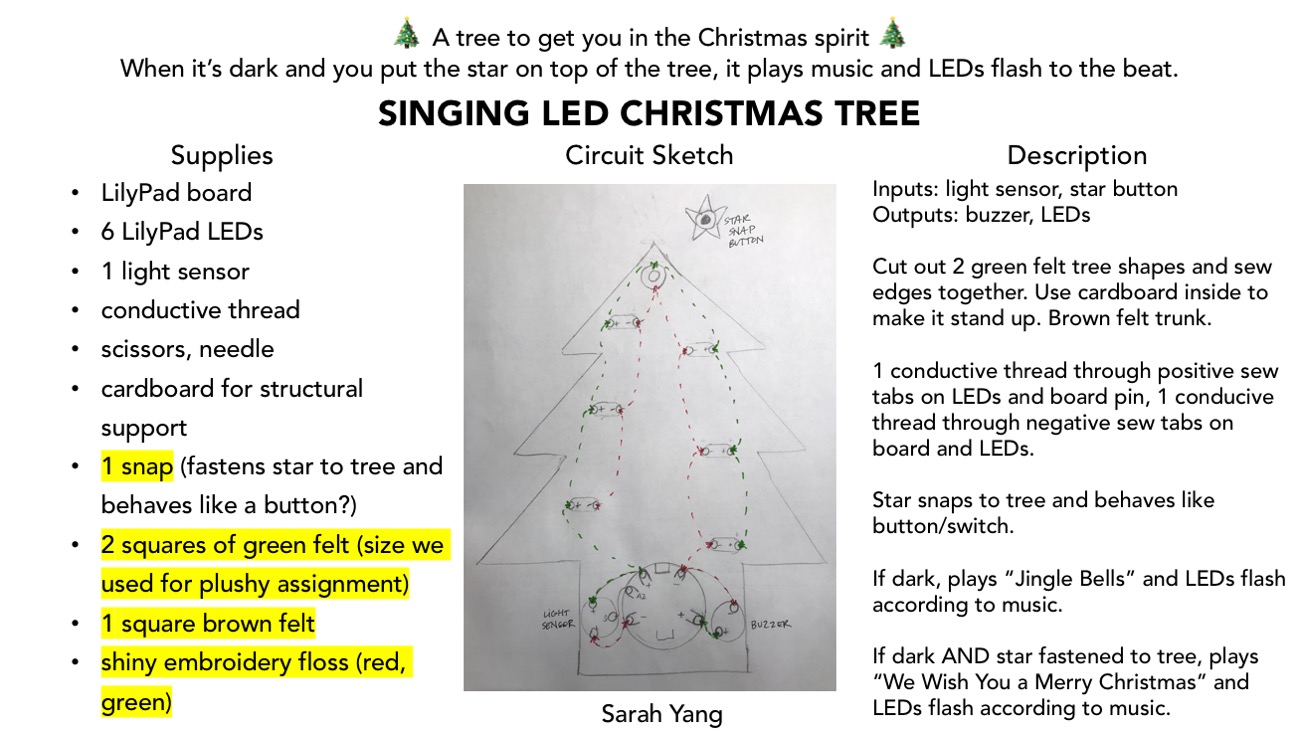 🎄 A tree to get you in the Christmas spirit 🎄
When it’s dark and you put the star on top of the tree, it plays music and LEDs flash to the beat.
SINGING LED CHRISTMAS TREE
Supplies
• LilyPad board
• 6 LilyPad LEDs
• 1 light sensor
• conductive thread
• scissors, needle
• cardboard for structural
support
• 1 snap (fastens star to tree and
behaves like a button?)
• 2 squares of green felt (size we
used for plushy assignment)
• 1 square brown felt
• shiny embroidery floss (red,
green)
Circuit Sketch
STAR
SNAP
BUTTON
+ -
- +
+ -
- +
+ -
- +
LIGHT
SENSOR
BUZZER
Sarah Yang
Description
Inputs: light sensor, star button
Outputs: buzzer, LEDs
Cut out 2 green felt tree shapes and sew
edges together. Use cardboard inside to
make it stand up. Brown felt trunk.
1 conductive thread through positive sew
tabs on LEDs and board pin, 1 conducive
thread through negative sew tabs on
board and LEDs.
Star snaps to tree and behaves like
button/switch.
If dark, plays “Jingle Bells” and LEDs flash
according to music.
If dark AND star fastened to tree, plays
“We Wish You a Merry Christmas” and
LEDs flash according to music.